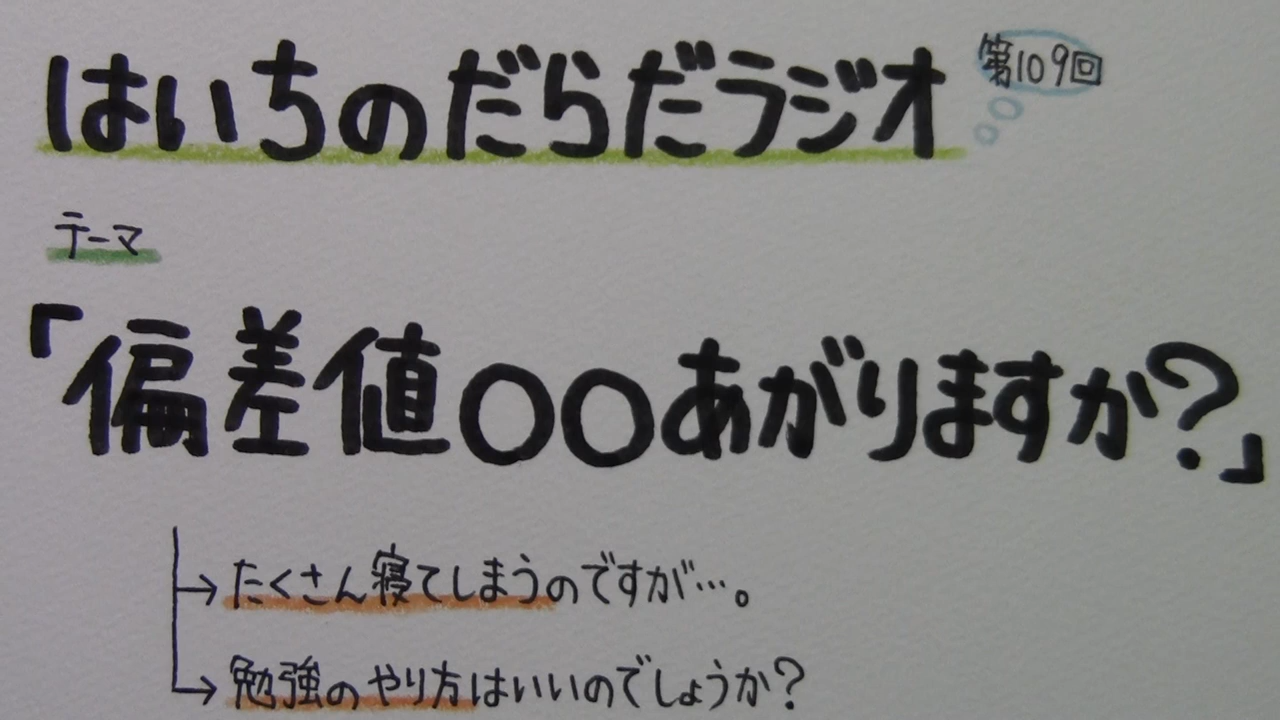 はいちのだらだラジオ 第109回
テーマ
「偏差値〇〇あがりますか?」
たくさん寝てしまうのですが…。
勉強のやり方はいいのでしょうか?